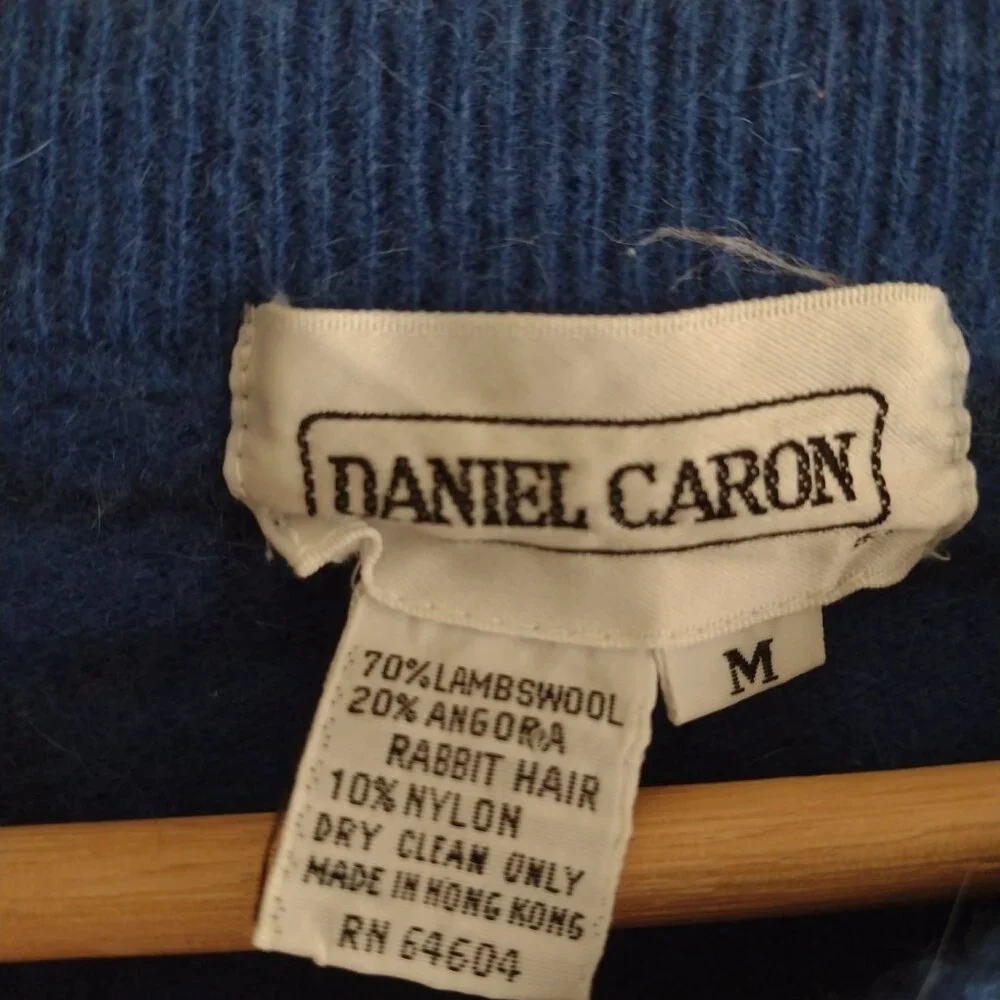 DANIEL CARON
M
70% LAMBSWOOL
20% ANGORA
RABBIT HAIR
10% NYLON
DRY CLEAN ONLY
MADE IN HONG KONG
RN 64604